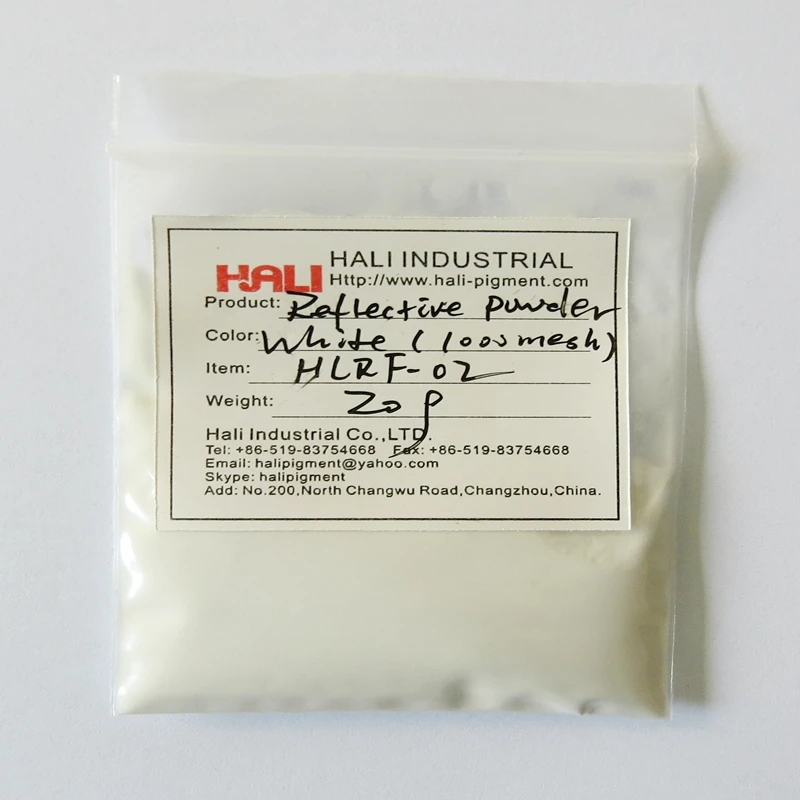 HALI HALI INDUSTRIAL
Http://www.hali-pigment.com
Product: Reflective powder
Color: White (1000mesh)
Item: HLRF-02
Weight: 20g
Hali Industrial Co.,LTD.
Tel: +86-519-83754668 Fax: +86-519-83754668
Email: halipigment@yahoo.com
Skype: halipigment
Add: No.200,North Changwu Road,Changzhou,China.